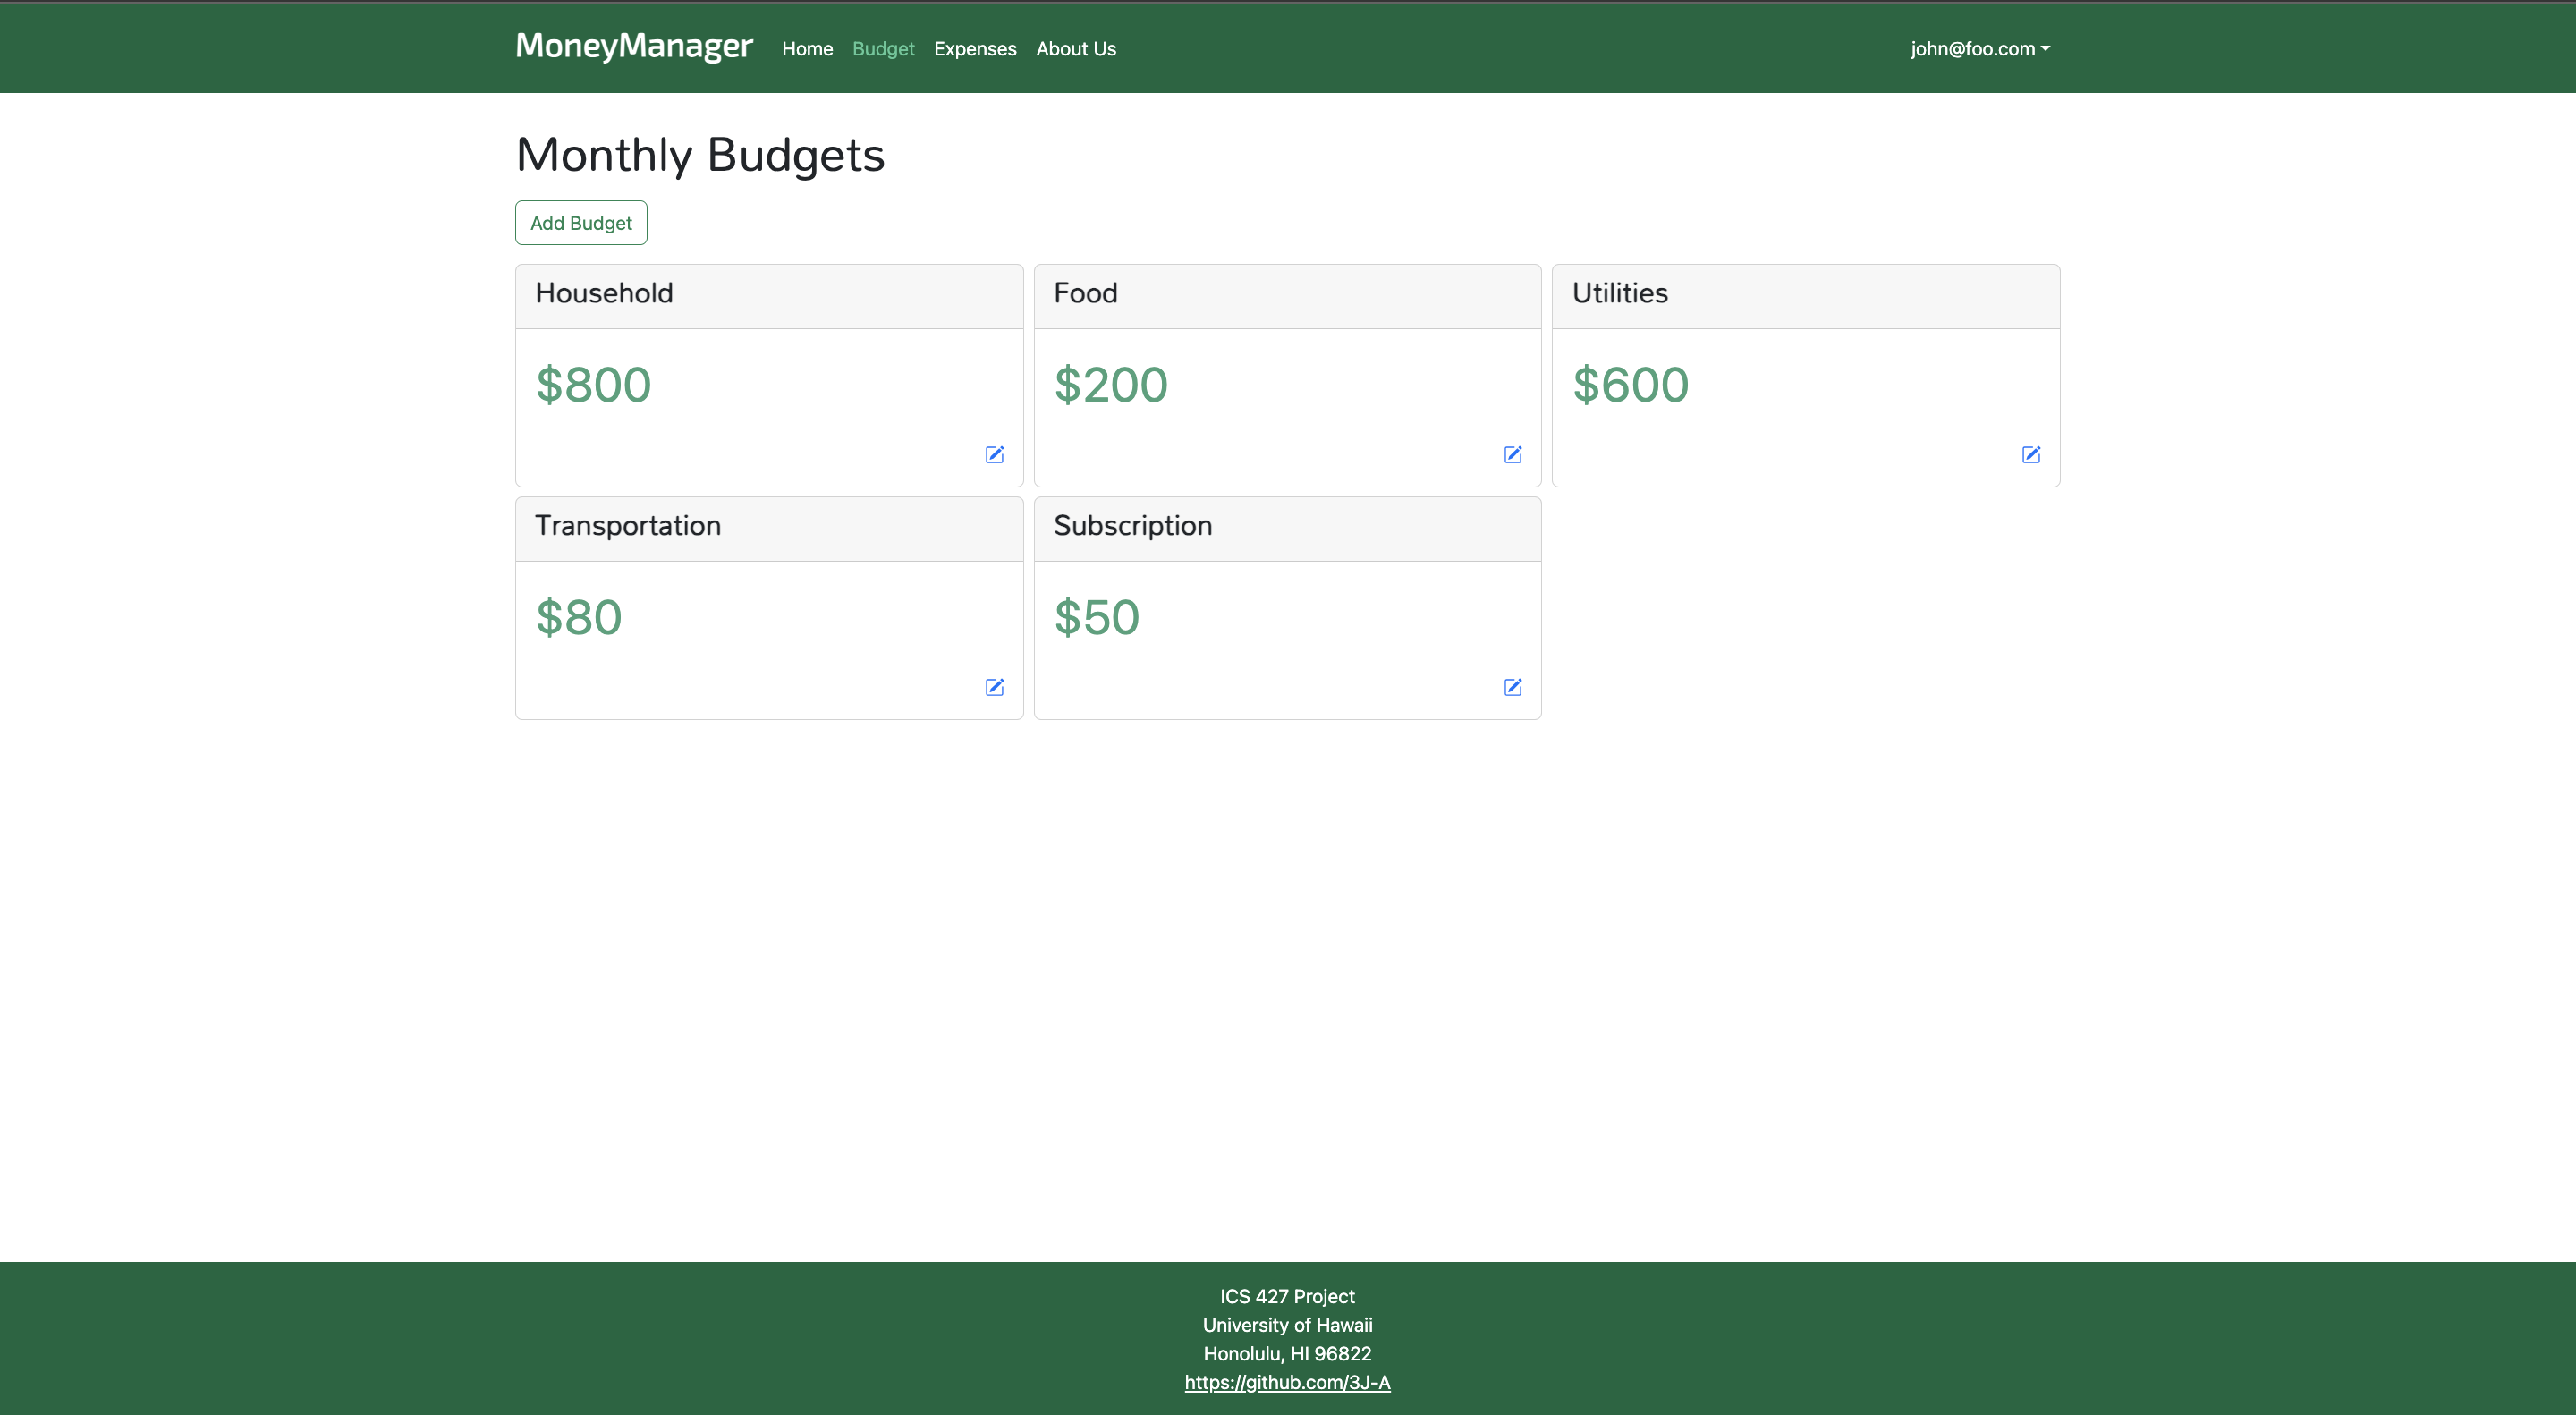 MoneyManager Home Budget Expenses About Us john@foo.com
Monthly Budgets
Add Budget
Household
$800
Food
$200
Utilities
$600
Transportation
$80
Subscription
$50
ICS 427 Project
University of Hawaii
Honolulu, HI 96822
https://github.com/3J-A